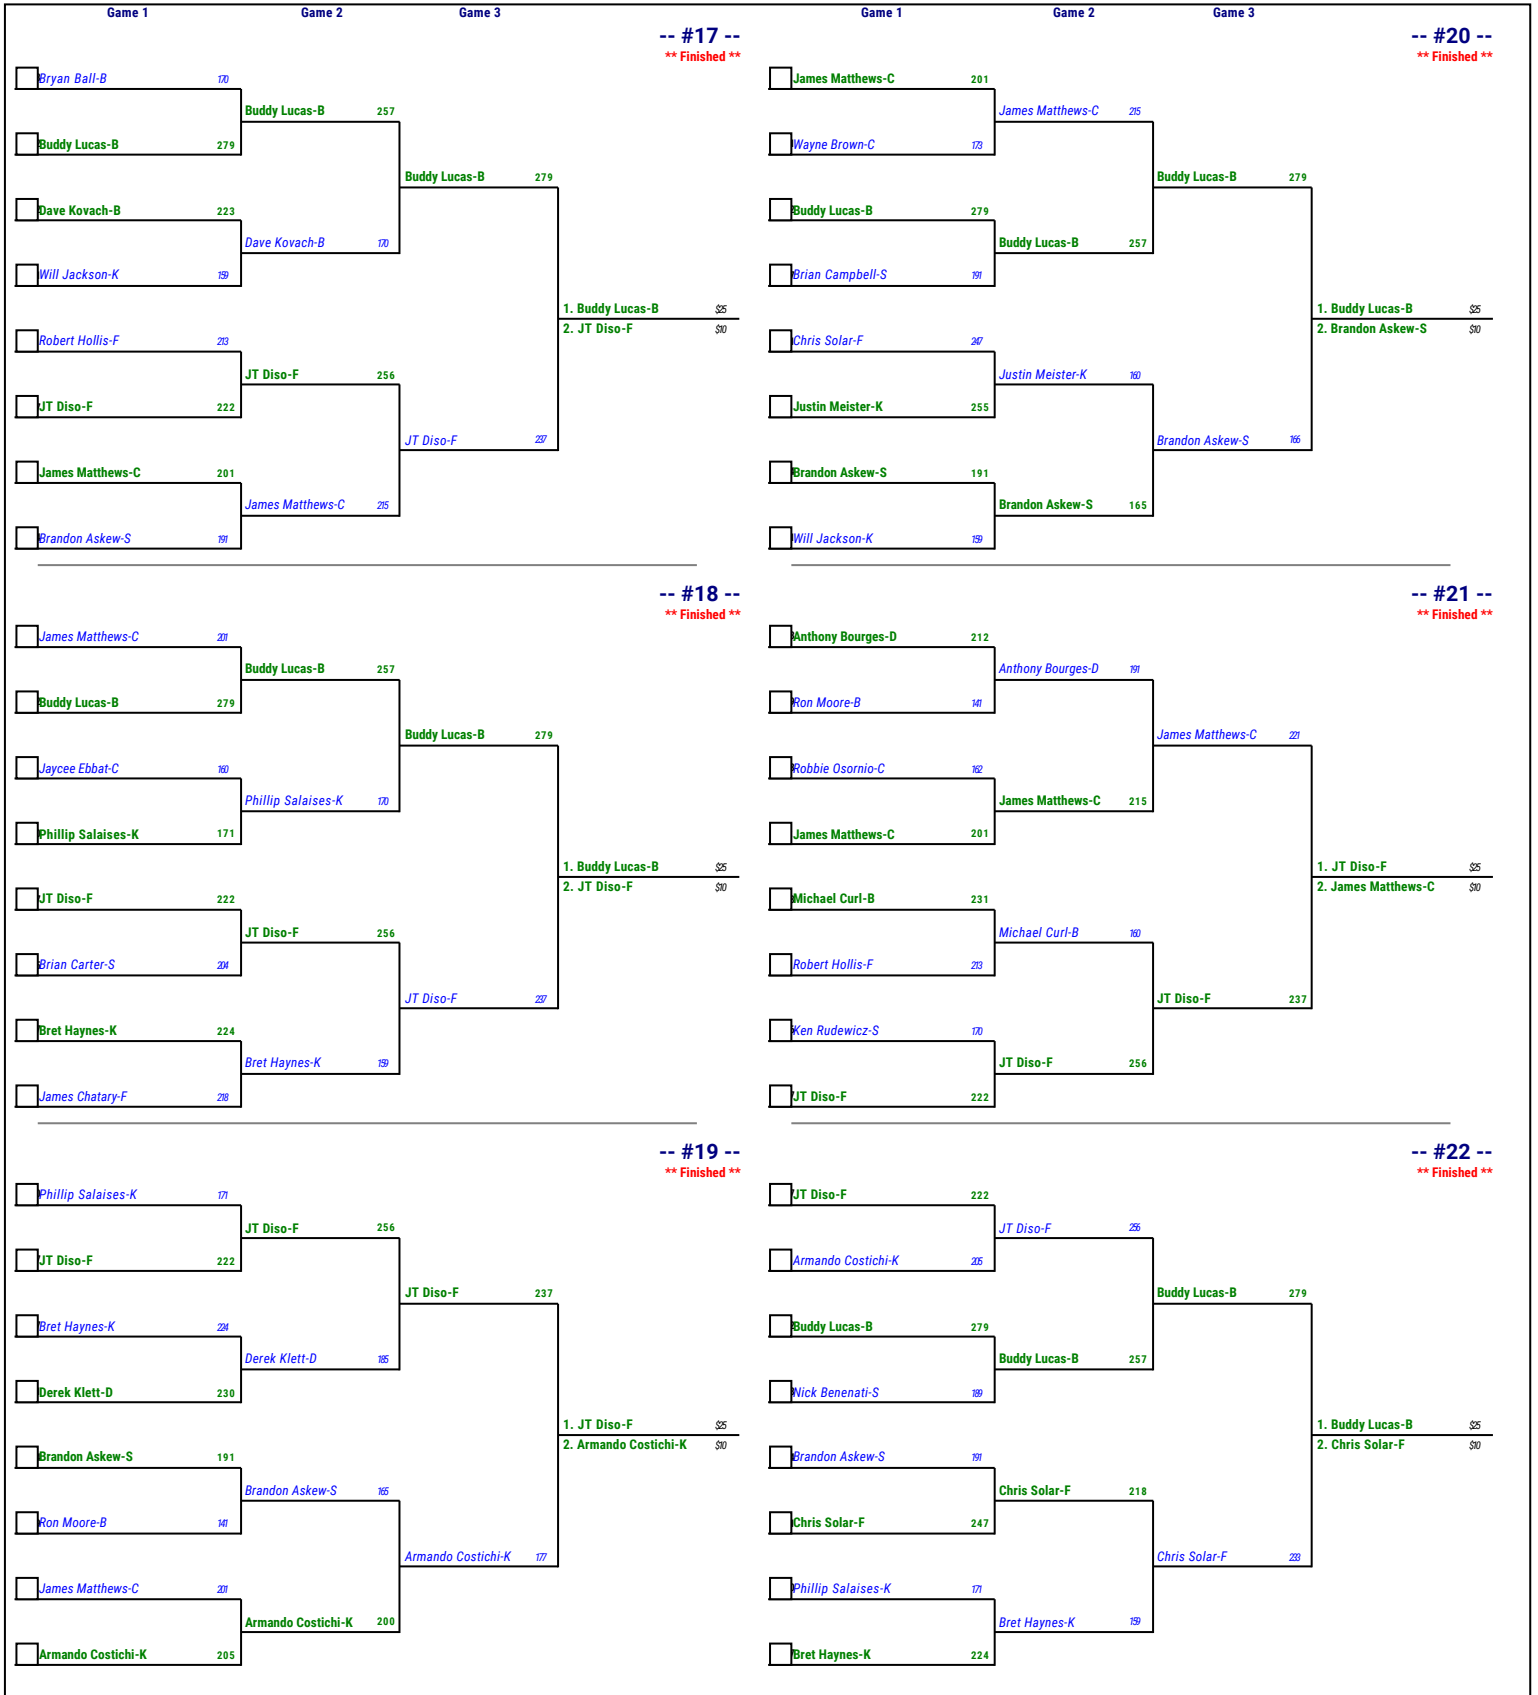 Game 1 Game 2 Game 3
-- #17 --
** Finished **
Bryan Ball-B 170
Buddy Lucas-B 257
Buddy Lucas-B 279
Buddy Lucas-B 279
Dave Kovach-B 223
Dave Kovach-B 170
Will Jackson-K 159
1. Buddy Lucas-B $25
2. JT Diso-F $10
Robert Hollis-F 213
JT Diso-F 256
JT Diso-F 222
JT Diso-F 237
James Matthews-C 201
James Matthews-C 215
Brandon Askew-S 191
-- #18 --
** Finished **
James Matthews-C 201
Buddy Lucas-B 257
Buddy Lucas-B 279
Buddy Lucas-B 279
Jaycee Ebbat-C 160
Phillip Salaises-K 170
Phillip Salaises-K 171
1. Buddy Lucas-B $25
2. JT Diso-F $10
JT Diso-F 222
JT Diso-F 256
Brian Carter-S 204
JT Diso-F 237
Bret Haynes-K 224
Bret Haynes-K 159
James Chatary-F 218
-- #19 --
** Finished **
Phillip Salaises-K 171
JT Diso-F 256
JT Diso-F 222
JT Diso-F 237
Bret Haynes-K 224
Derek Klett-D 185
Derek Klett-D 230
1. JT Diso-F $25
2. Armando Costichi-K $10
Brandon Askew-S 191
Brandon Askew-S 165
Ron Moore-B 141
Armando Costichi-K 177
James Matthews-C 201
Armando Costichi-K 200
Armando Costichi-K 205
Game 1 Game 2 Game 3
-- #20 --
** Finished **
James Matthews-C 201
James Matthews-C 215
Wayne Brown-C 173
Buddy Lucas-B 279
Buddy Lucas-B 279
Buddy Lucas-B 257
Brian Campbell-S 191
1. Buddy Lucas-B $25
2. Brandon Askew-S $10
Chris Solar-F 247
Justin Meister-K 160
Justin Meister-K 255
Brandon Askew-S 166
Brandon Askew-S 191
Brandon Askew-S 165
Will Jackson-K 159
-- #21 --
** Finished **
Anthony Bourges-D 212
Anthony Bourges-D 191
Ron Moore-B 141
James Matthews-C 221
Robbie Osornio-C 162
James Matthews-C 215
James Matthews-C 201
1. JT Diso-F $25
2. James Matthews-C $10
Michael Curl-B 231
Michael Curl-B 160
Robert Hollis-F 213
JT Diso-F 237
Ken Rudewicz-S 170
JT Diso-F 256
JT Diso-F 222
-- #22 --
** Finished **
JT Diso-F 222
JT Diso-F 256
Armando Costichi-K 205
Buddy Lucas-B 279
Buddy Lucas-B 279
Buddy Lucas-B 257
Nick Benenati-S 189
1. Buddy Lucas-B $25
2. Chris Solar-F $10
Brandon Askew-S 191
Chris Solar-F 218
Chris Solar-F 247
Chris Solar-F 233
Phillip Salaises-K 171
Bret Haynes-K 159
Bret Haynes-K 224